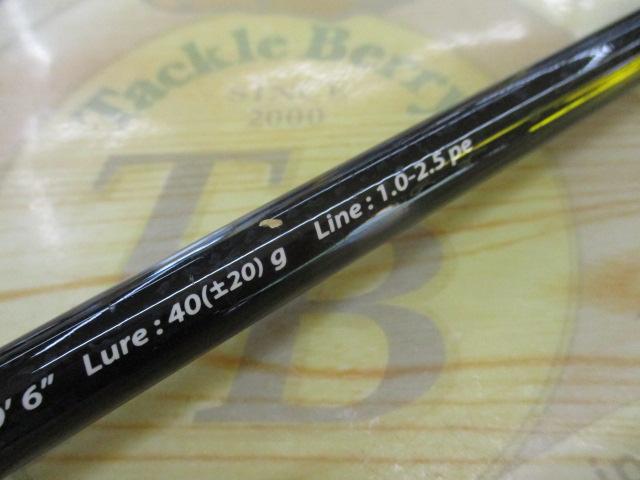 Tackle Berry
SINCE
2000
TB
6” Lure : 40(±20) g Line : 1.0-2.5 pe